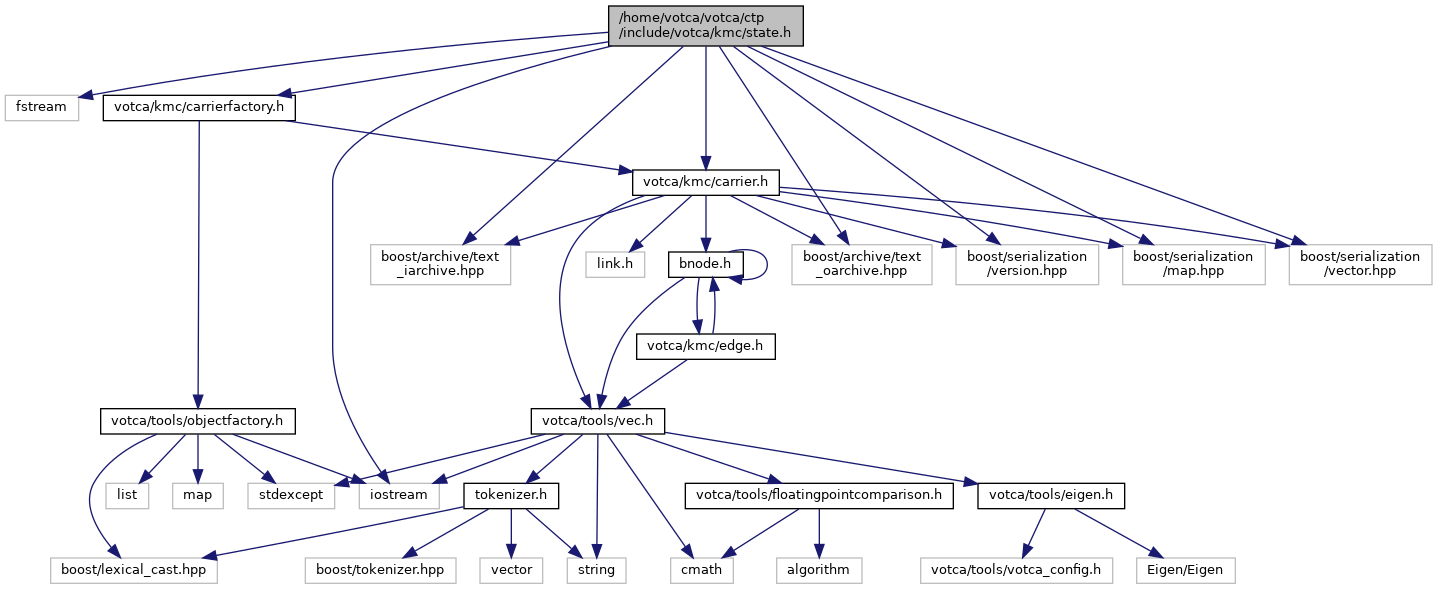 /home/votca/votca/ctp
/include/votca/kmc/state.h
fstream
votca/kmc/carrierfactory.h
votca/kmc/carrier.h
boost/archive/text
_iarchive.hpp
link.h
bnode.h
boost/archive/text
_oarchive.hpp
boost/serialization
/version.hpp
boost/serialization
/map.hpp
boost/serialization
/vector.hpp
votca/kmc/edge.h
votca/tools/objectfactory.h
votca/tools/vec.h
list
map
stdexcept
iostream
tokenizer.h
votca/tools/floatingpointcomparison.h
votca/tools/eigen.h
boost/lexical_cast.hpp
boost/tokenizer.hpp
vector
string
cmath
algorithm
votca/tools/votca_config.h
Eigen/Eigen